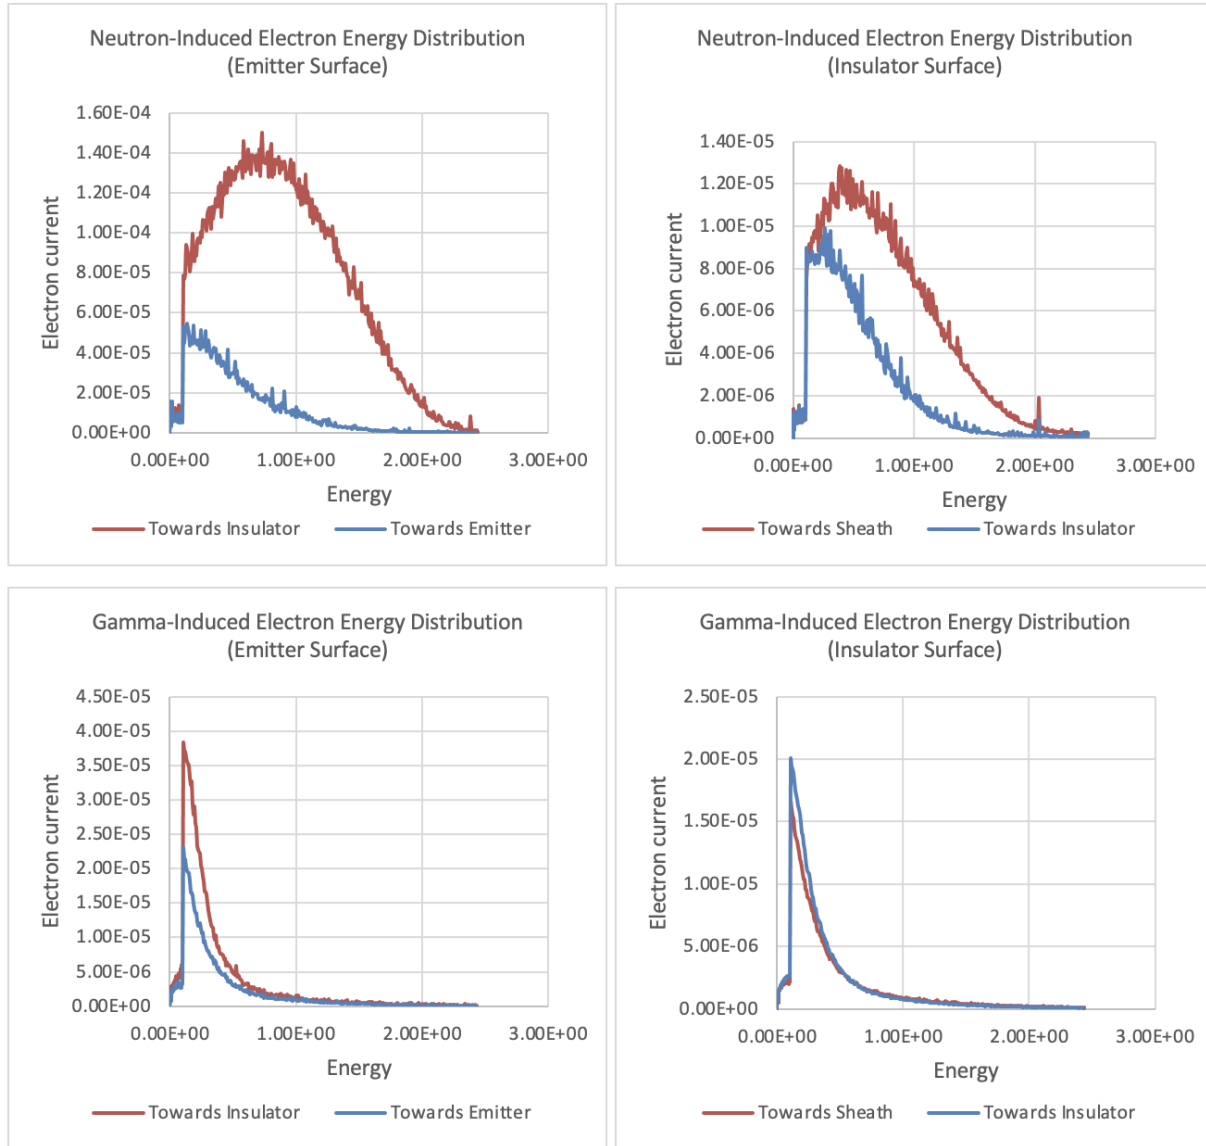 Neutron-Induced Electron Energy Distribution
(Emitter Surface)
1.60E-04
1.40E-04
1.20E-04
1.00E-04
8.00E-05
6.00E-05
4.00E-05
2.00E-05
0.00E+00
Electron current
0.00E+00 1.00E+00 2.00E+00 3.00E+00
Energy
Towards Insulator Towards Emitter
Neutron-Induced Electron Energy Distribution
(Insulator Surface)
1.40E-05
1.20E-05
1.00E-05
8.00E-06
6.00E-06
4.00E-06
2.00E-06
0.00E+00
Electron current
0.00E+00 1.00E+00 2.00E+00 3.00E+00
Energy
Towards Sheath Towards Insulator
Gamma-Induced Electron Energy Distribution
(Emitter Surface)
4.50E-05
4.00E-05
3.50E-05
3.00E-05
2.50E-05
2.00E-05
1.50E-05
1.00E-05
5.00E-06
0.00E+00
Electron current
0.00E+00 1.00E+00 2.00E+00 3.00E+00
Energy
Towards Insulator Towards Emitter
Gamma-Induced Electron Energy Distribution
(Insulator Surface)
2.50E-05
2.00E-05
1.50E-05
1.00E-05
5.00E-06
0.00E+00
Electron current
0.00E+00 1.00E+00 2.00E+00 3.00E+00
Energy
Towards Sheath Towards Insulator